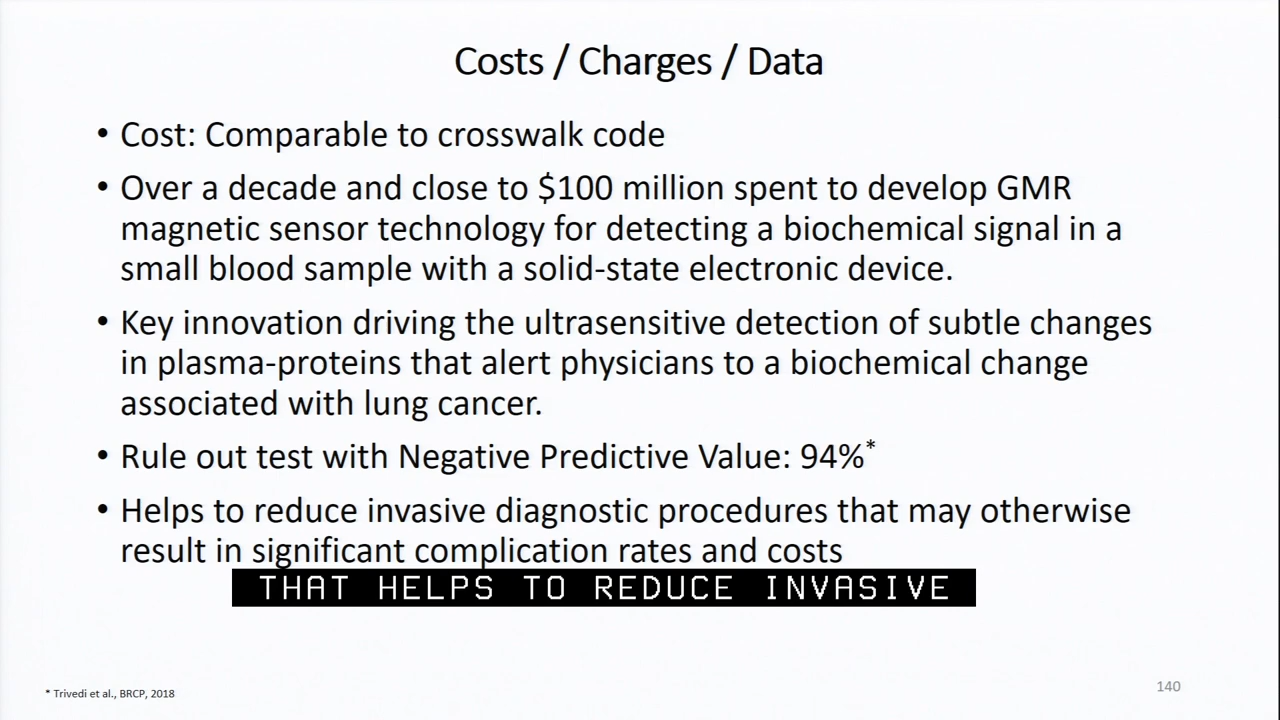 Costs / Charges / Data
• Cost: Comparable to crosswalk code
• Over a decade and close to $100 million spent to develop GMR
magnetic sensor technology for detecting a biochemical signal in a
small blood sample with a solid-state electronic device.
• Key innovation driving the ultrasensitive detection of subtle changes
in plasma-proteins that alert physicians to a biochemical change
associated with lung cancer.
• Rule out test with Negative Predictive Value: 94%*
• Helps to reduce invasive diagnostic procedures that may otherwise
result in significant complication rates and costs
THAT HELPS TO REDUCE INVASIVE
* Trivedi et al., BRCP, 2018
140